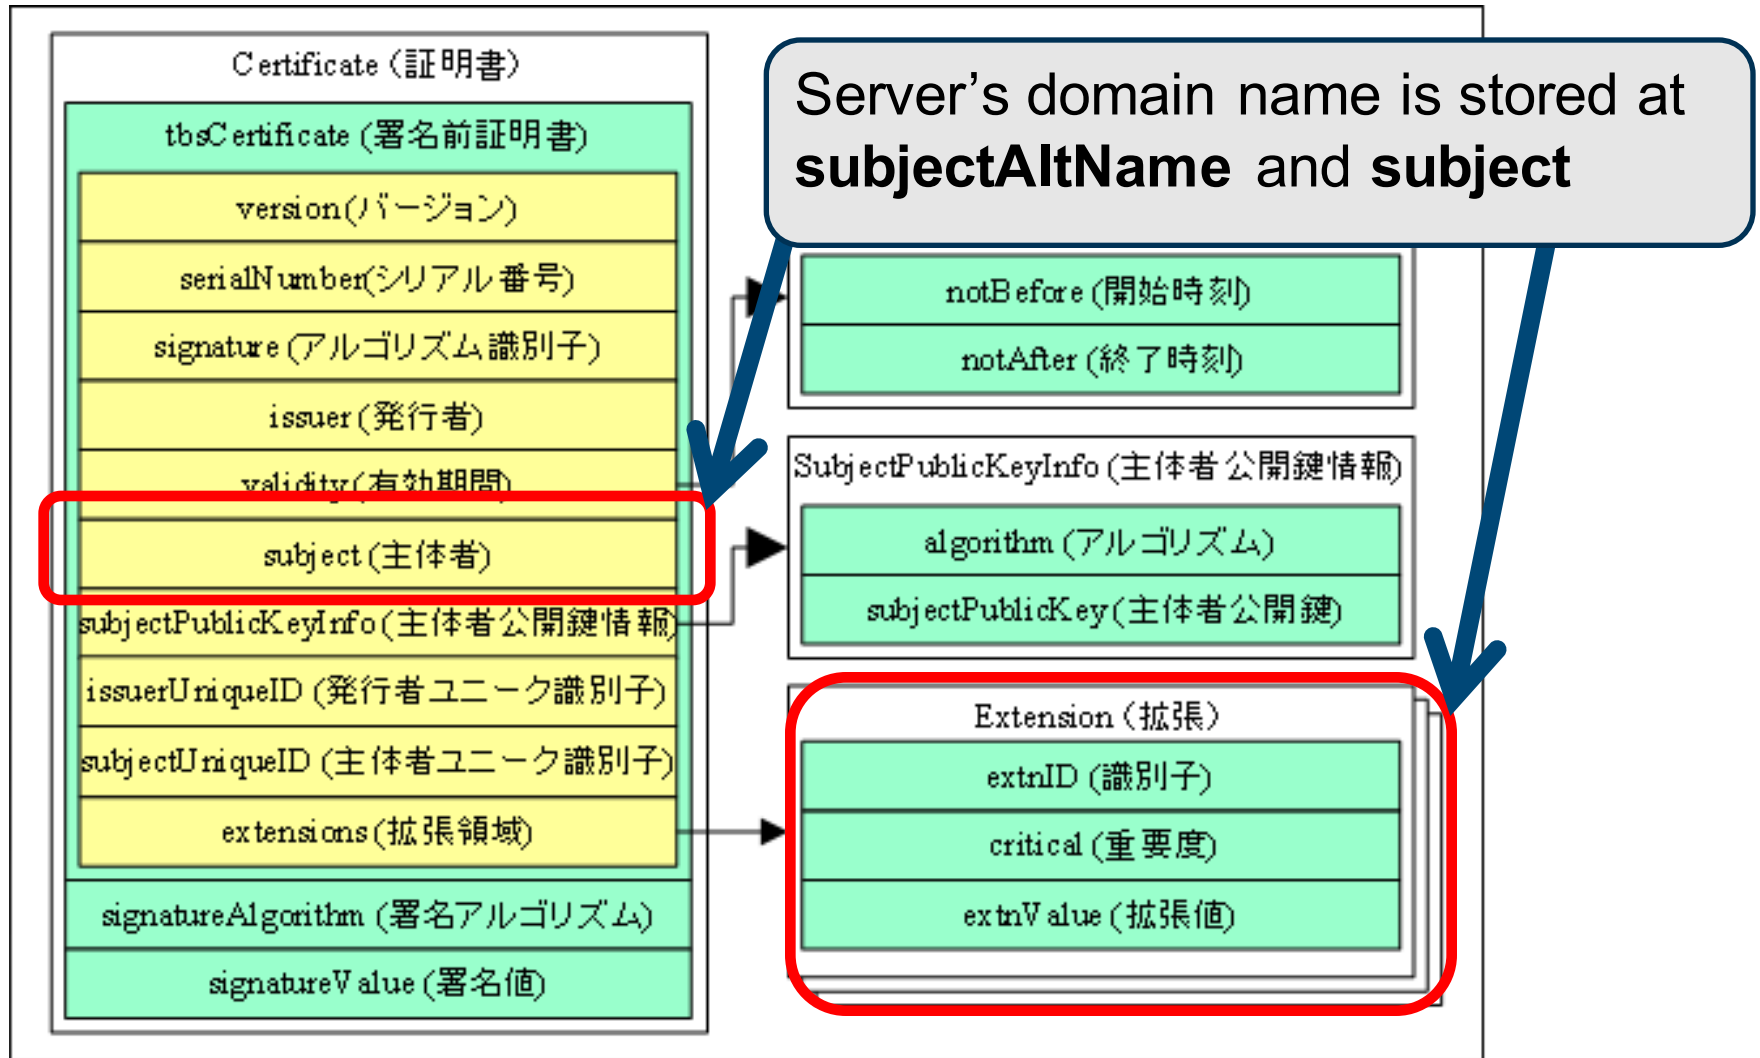 Certificate (証明書)
tbsCertificate (署名前証明書)
version(バージョン)
serialNumber(シリアル番号)
signature (アルゴリズム識別子)
issuer (発行者)
validity (有効期間)
subject (主体者)
subjectPublicKeyInfo (主体者公開鍵情報)
issuerUniqueID (発行者ユニーク識別子)
subjectUniqueID (主体者ユニーク識別子)
extensions (拡張領域)
signatureAlgorithm (署名アルゴリズム)
signatureValue (署名値)
Server’s domain name is stored at
subjectAltName and subject
notBefore (開始時刻)
notAfter (終了時刻)
SubjectPublicKeyInfo (主体者公開鍵情報)
algorithm (アルゴリズム)
subjectPublicKey (主体者公開鍵)
Extension (拡張)
extnID (識別子)
critical (重要度)
extnValue (拡張値)